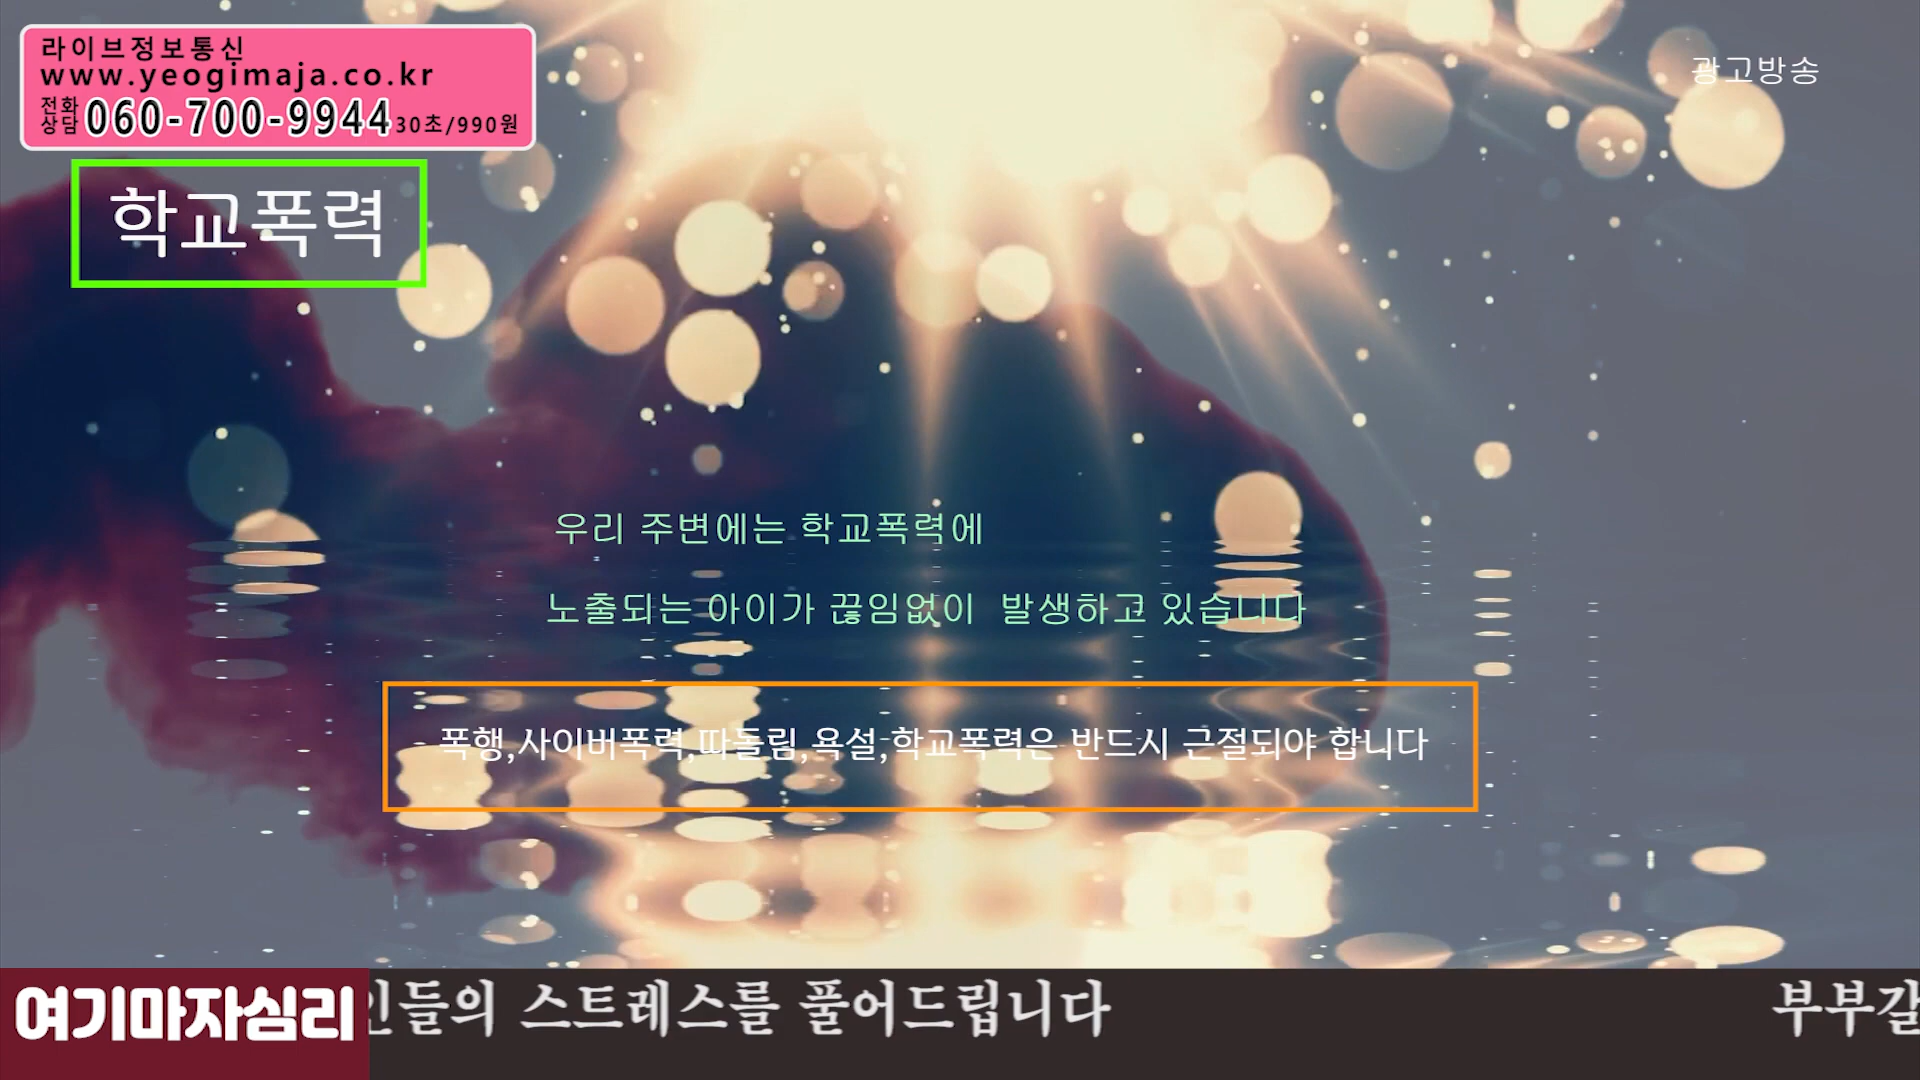 라이브정보통신
www.yeogimaja.co.kr
전화
상담 060-700-9944 30초/990원
광고방송
학교폭력
우리 주변에는 학교폭력에
노출되는 아이가 끊임없이 발생하고 있습니다
폭행,사이버폭력,따돌림,욕설,학교폭력은 반드시 근절되야 합니다
여기마자심리
인들의 스트레스를 풀어드립니다
부부갈